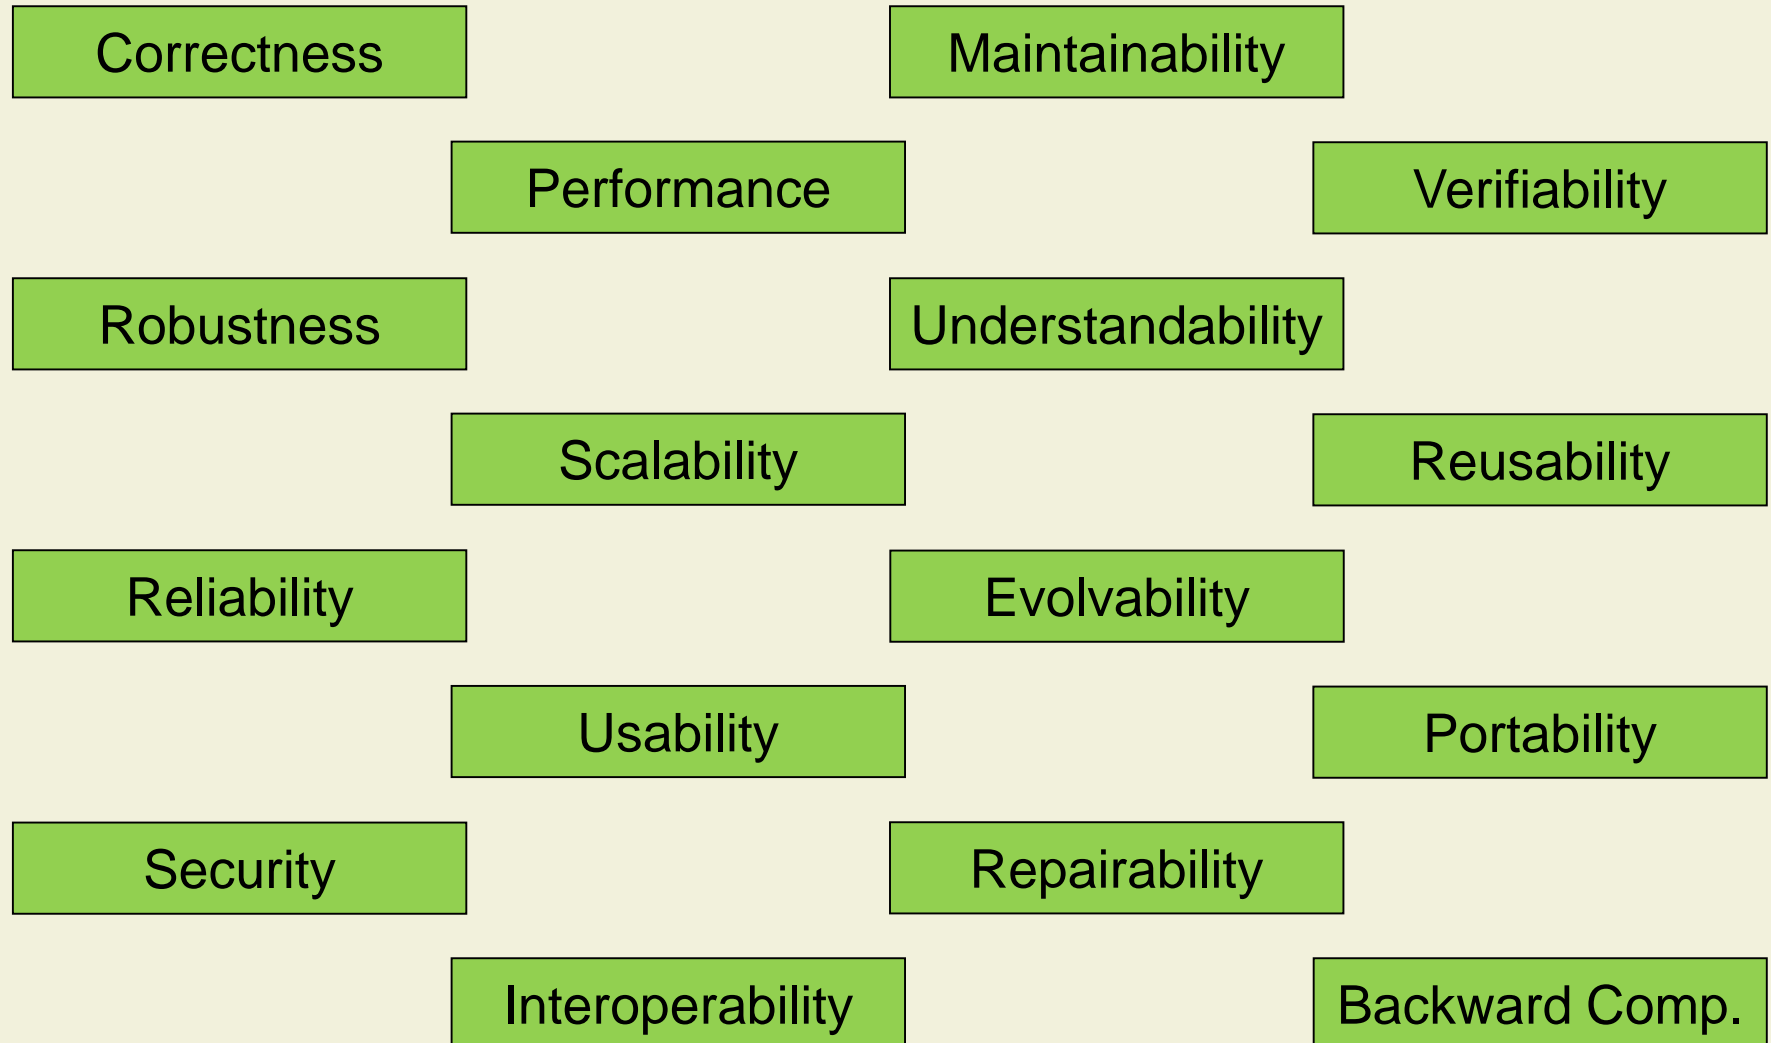 Correctness
Maintainability
Performance
Verifiability
Robustness
Understandability
Scalability
Reusability
Reliability
Evolvability
Usability
Portability
Security
Repairability
Interoperability
Backward Comp.